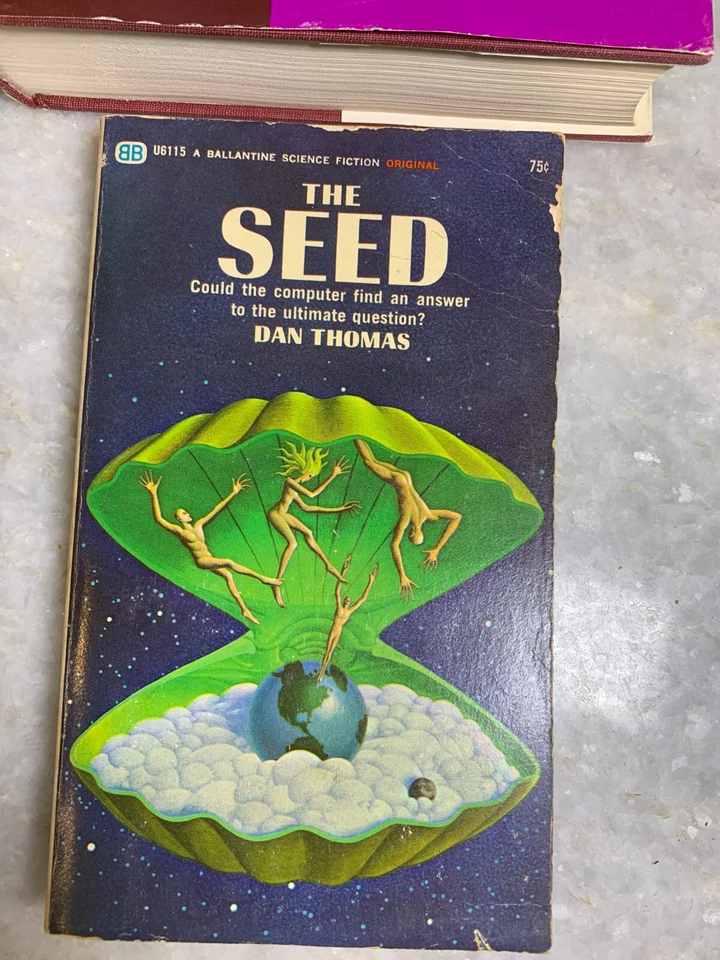 BB U6115 A BALLANTINE SCIENCE FICTION ORIGINAL 75¢
THE
SEED
Could the computer find an answer
to the ultimate question?
DAN THOMAS